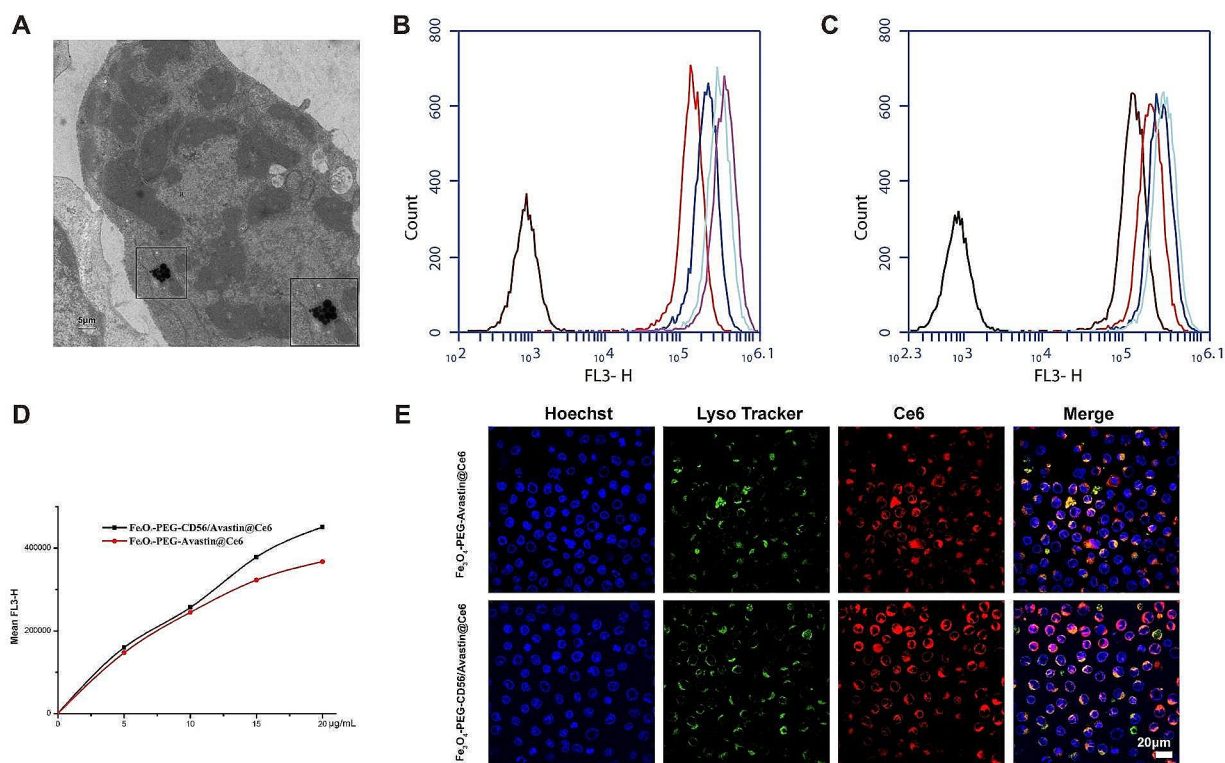 A
5μm
B
800
600
400
200
0
Count
10^2
10^3
10^4
10^5
10^6.1
FL3- H
C
800
600
400
200
0
Count
10^2.3
10^3
10^4
10^5
10^6.1
FL3- H
D
Mean FL3-H
400000
200000
0
Fe₃O₄-PEG-CD56/Avastin@Ce6
Fe₃O₄-PEG-Avastin@Ce6
0 5 10 15 20 μg/mL
E
Hoechst Lyso Tracker Ce6 Merge
Fe₃O₄-PEG-Avastin@Ce6
Fe₃O₄-PEG-CD56/Avastin@Ce6
20μm